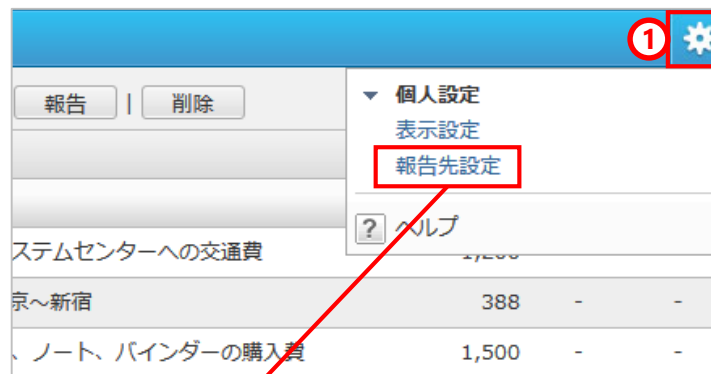 1
報告 | 削除
個人設定
表示設定
報告先設定
? ヘルプ
ステムセンターへの交通費
京～新宿 388 - -
、ノート、バインダーの購入費 1,500 - -